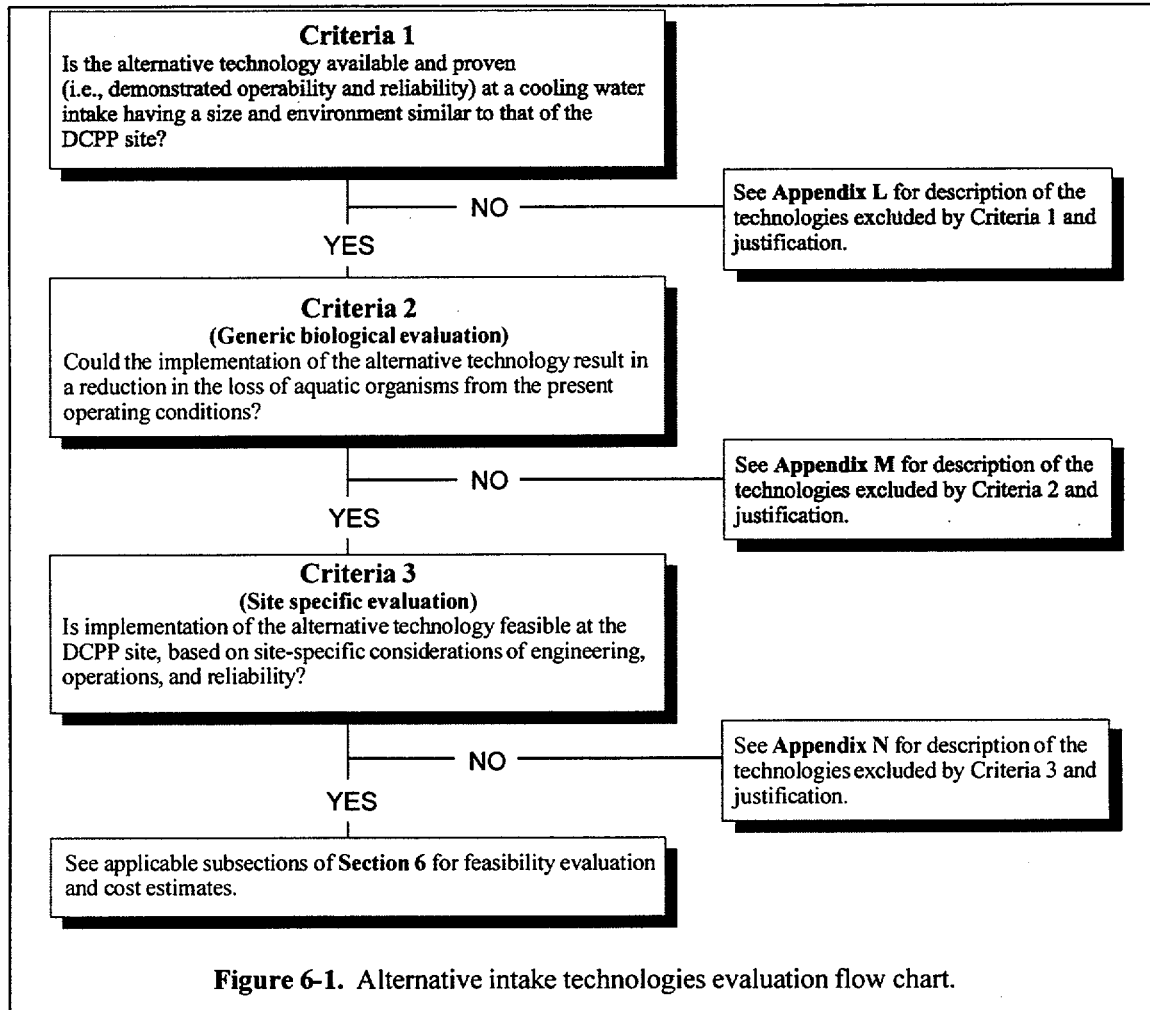 Criteria 1
Is the alternative technology available and proven
(i.e., demonstrated operability and reliability) at a cooling water
intake having a size and environment similar to that of the
DCPP site?
NO
See Appendix L for description of the
technologies excluded by Criteria 1 and
justification.
YES
Criteria 2
(Generic biological evaluation)
Could the implementation of the alternative technology result in
a reduction in the loss of aquatic organisms from the present
operating conditions?
NO
See Appendix M for description of the
technologies excluded by Criteria 2 and
justification.
YES
Criteria 3
(Site specific evaluation)
Is implementation of the alternative technology feasible at the
DCPP site, based on site-specific considerations of engineering,
operations, and reliability?
NO
See Appendix N for description of the
technologies excluded by Criteria 3 and
justification.
YES
See applicable subsections of Section 6 for feasibility evaluation
and cost estimates.
Figure 6-1. Alternative intake technologies evaluation flow chart.